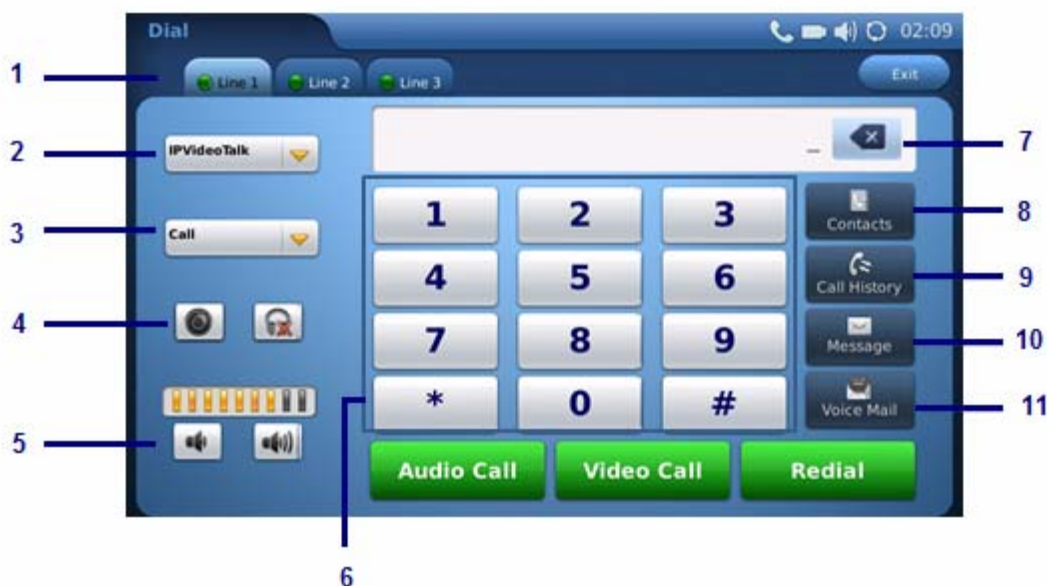 Dial 02:09
1 Line 1 Line 2 Line 3 Exit
2 IPVideoTalk _ 7
1 2 3 Contacts 8
3 Call
4 5 6 Call History 9
4 7 8 9 Message 10
* 0 # Voice Mail 11
5
Audio Call Video Call Redial
6